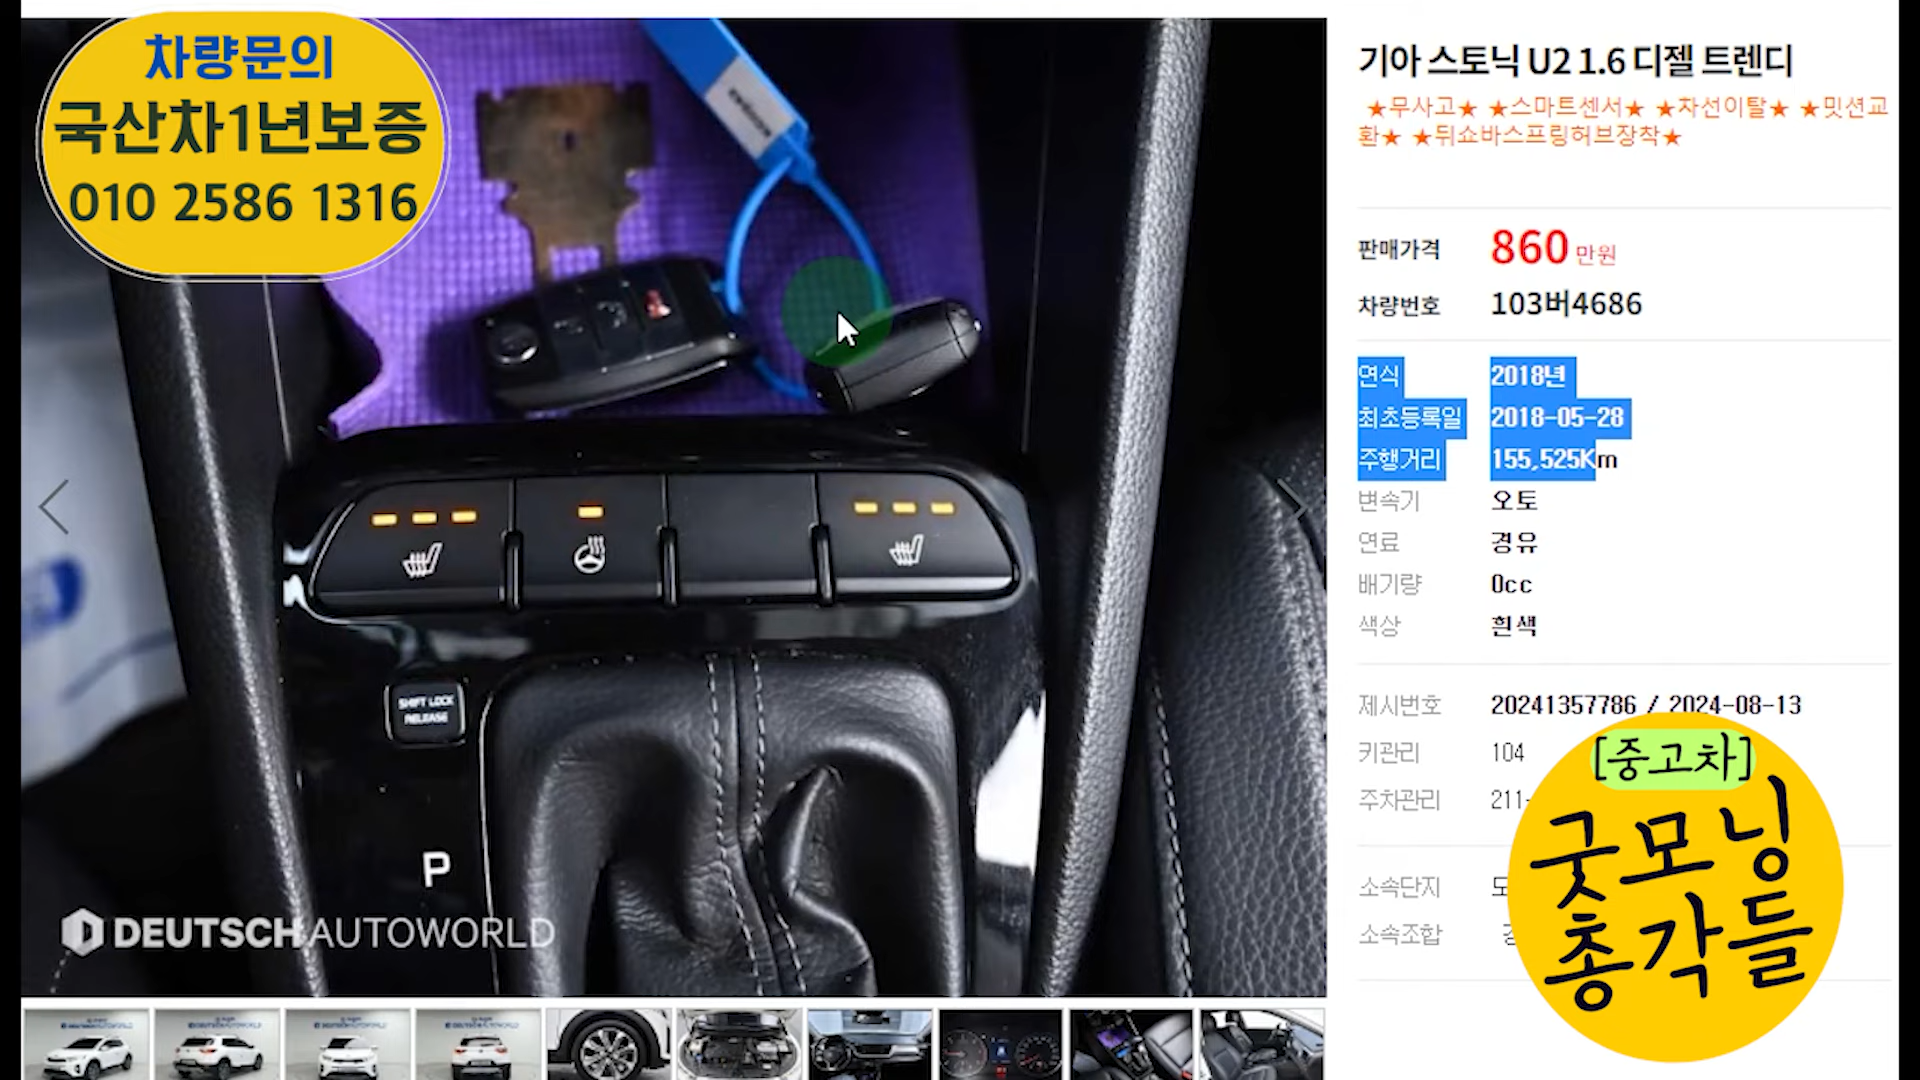 차량문의
국산차1년보증
010 2586 1316
SHIFT LOCK
RELEASE
P
DEUTSCH AUTOWORLD
기아 스토닉 U2 1.6 디젤 트렌디
★무사고★ ★스마트센서★ ★차선이탈★ ★밋션교
환★ ★뒤쇼바스프링허브장착★
판매가격 860 만원
차량번호 103버4686
연식 2018년
최초등록일 2018-05-28
주행거리 155,525Km
변속기 오토
연료 경유
배기량 0cc
색상 흰색
제시번호 20241357786 / 2024-08-13
키관리 104
주차관리 211-
소속단지
소속조합
[중고차]
굿모닝
총각들